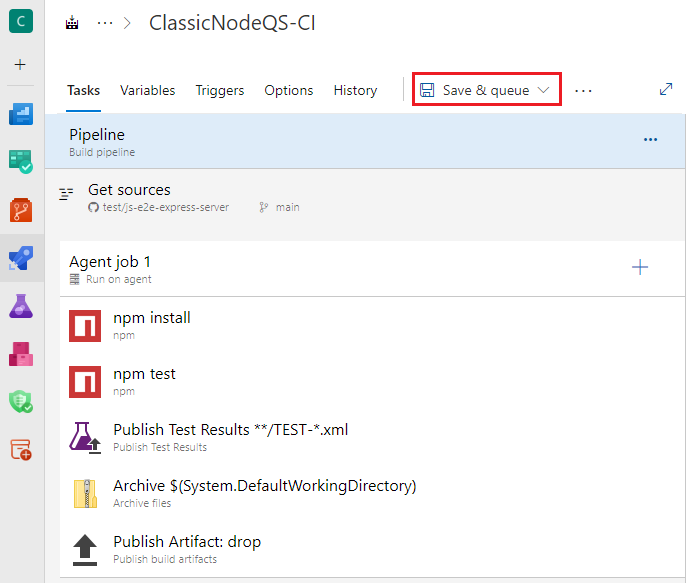 C
ClassicNodeQS-CI
Tasks Variables Triggers Options History Save & queue
Pipeline
Build pipeline
Get sources
test/js-e2e-express-server main
Agent job 1
Run on agent
npm install
npm
npm test
npm
Publish Test Results **/TEST-*.xml
Publish Test Results
Archive $(System.DefaultWorkingDirectory)
Archive files
Publish Artifact: drop
Publish build artifacts